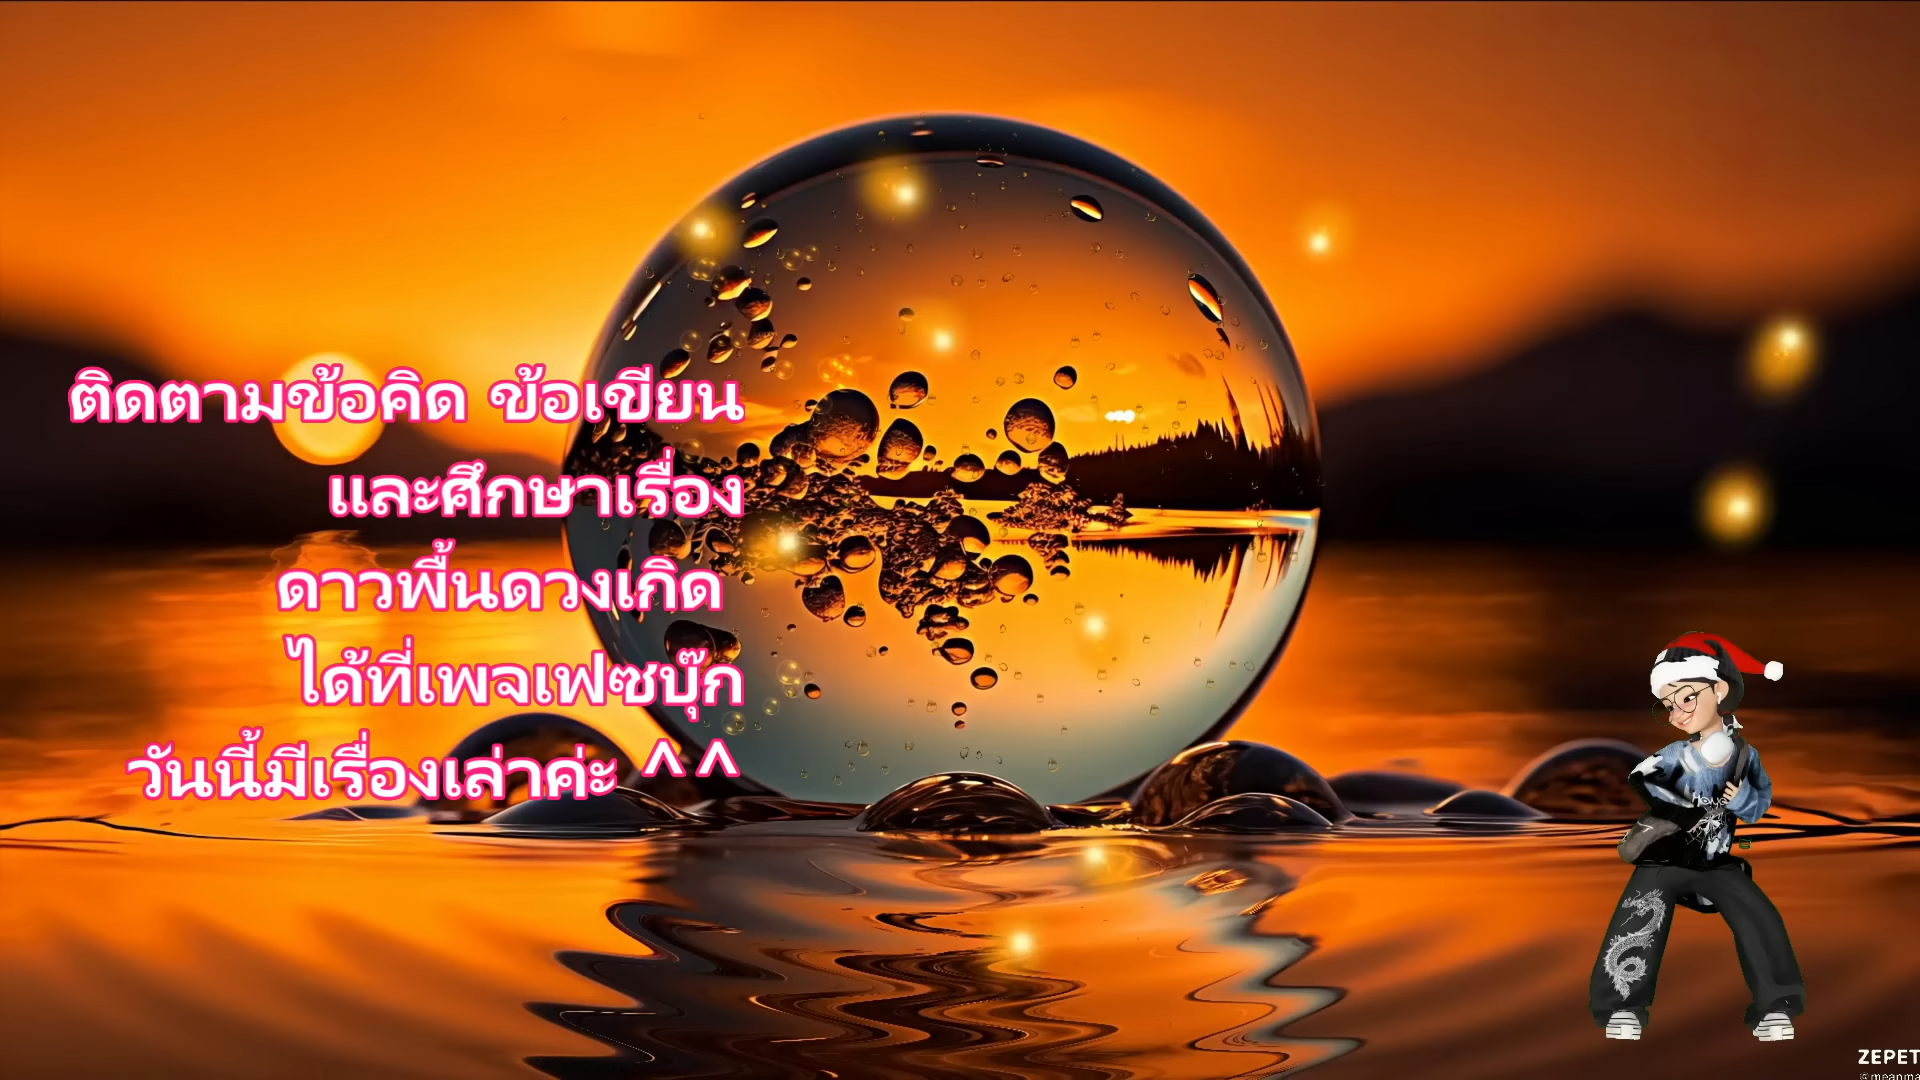 ติดตามข้อคิด ข้อเขียน
และศึกษาเรื่อง
ดาวพื้นดวงเกิด
ได้ที่เพจเฟซบุ๊ก
วันนี้มีเรื่องเล่าค่ะ ^^
ZEPET